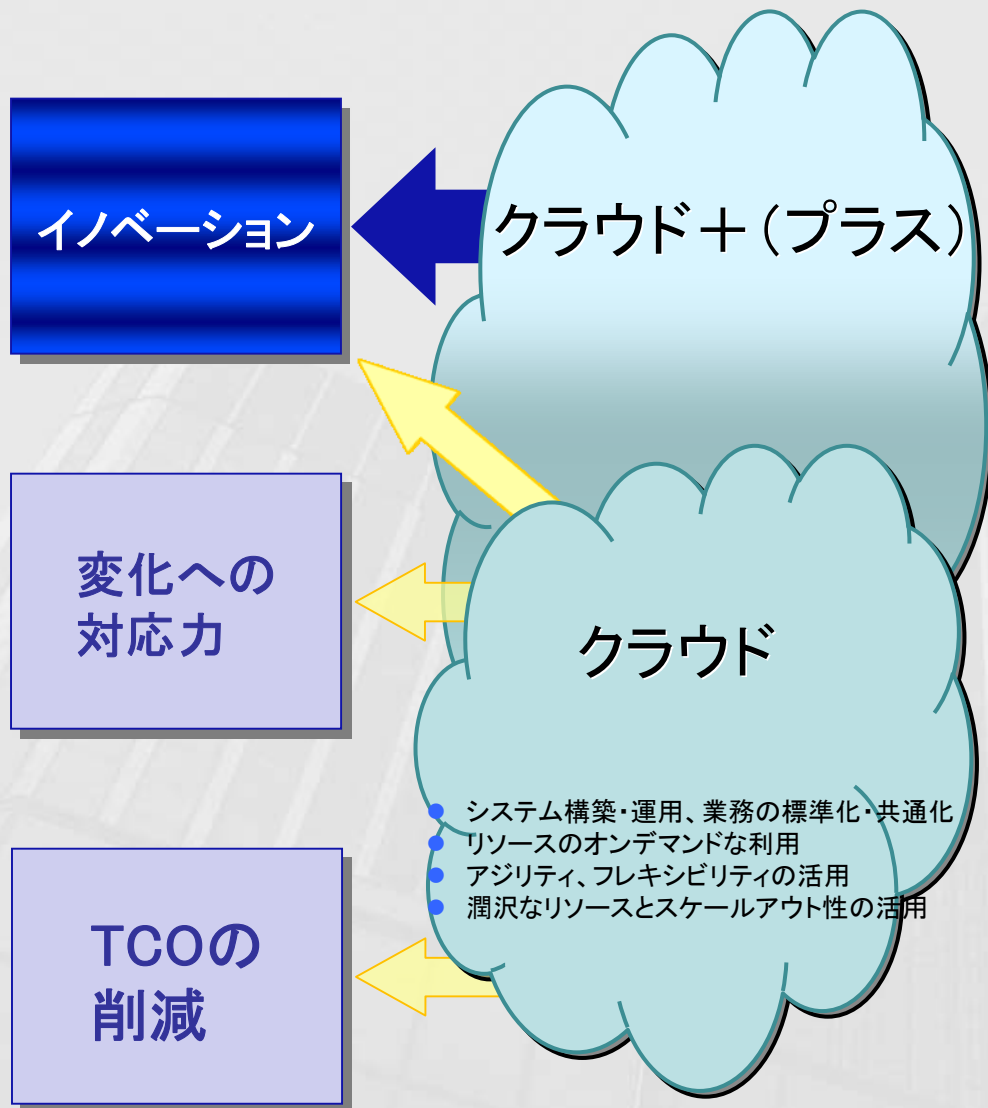 イノベーション
クラウド＋（プラス）
変化への
対応力
クラウド
● システム構築・運用、業務の標準化・共通化
● リソースのオンデマンドな利用
● アジリティ、フレキシビリティの活用
● 潤沢なリソースとスケールアウト性の活用
TCOの
削減